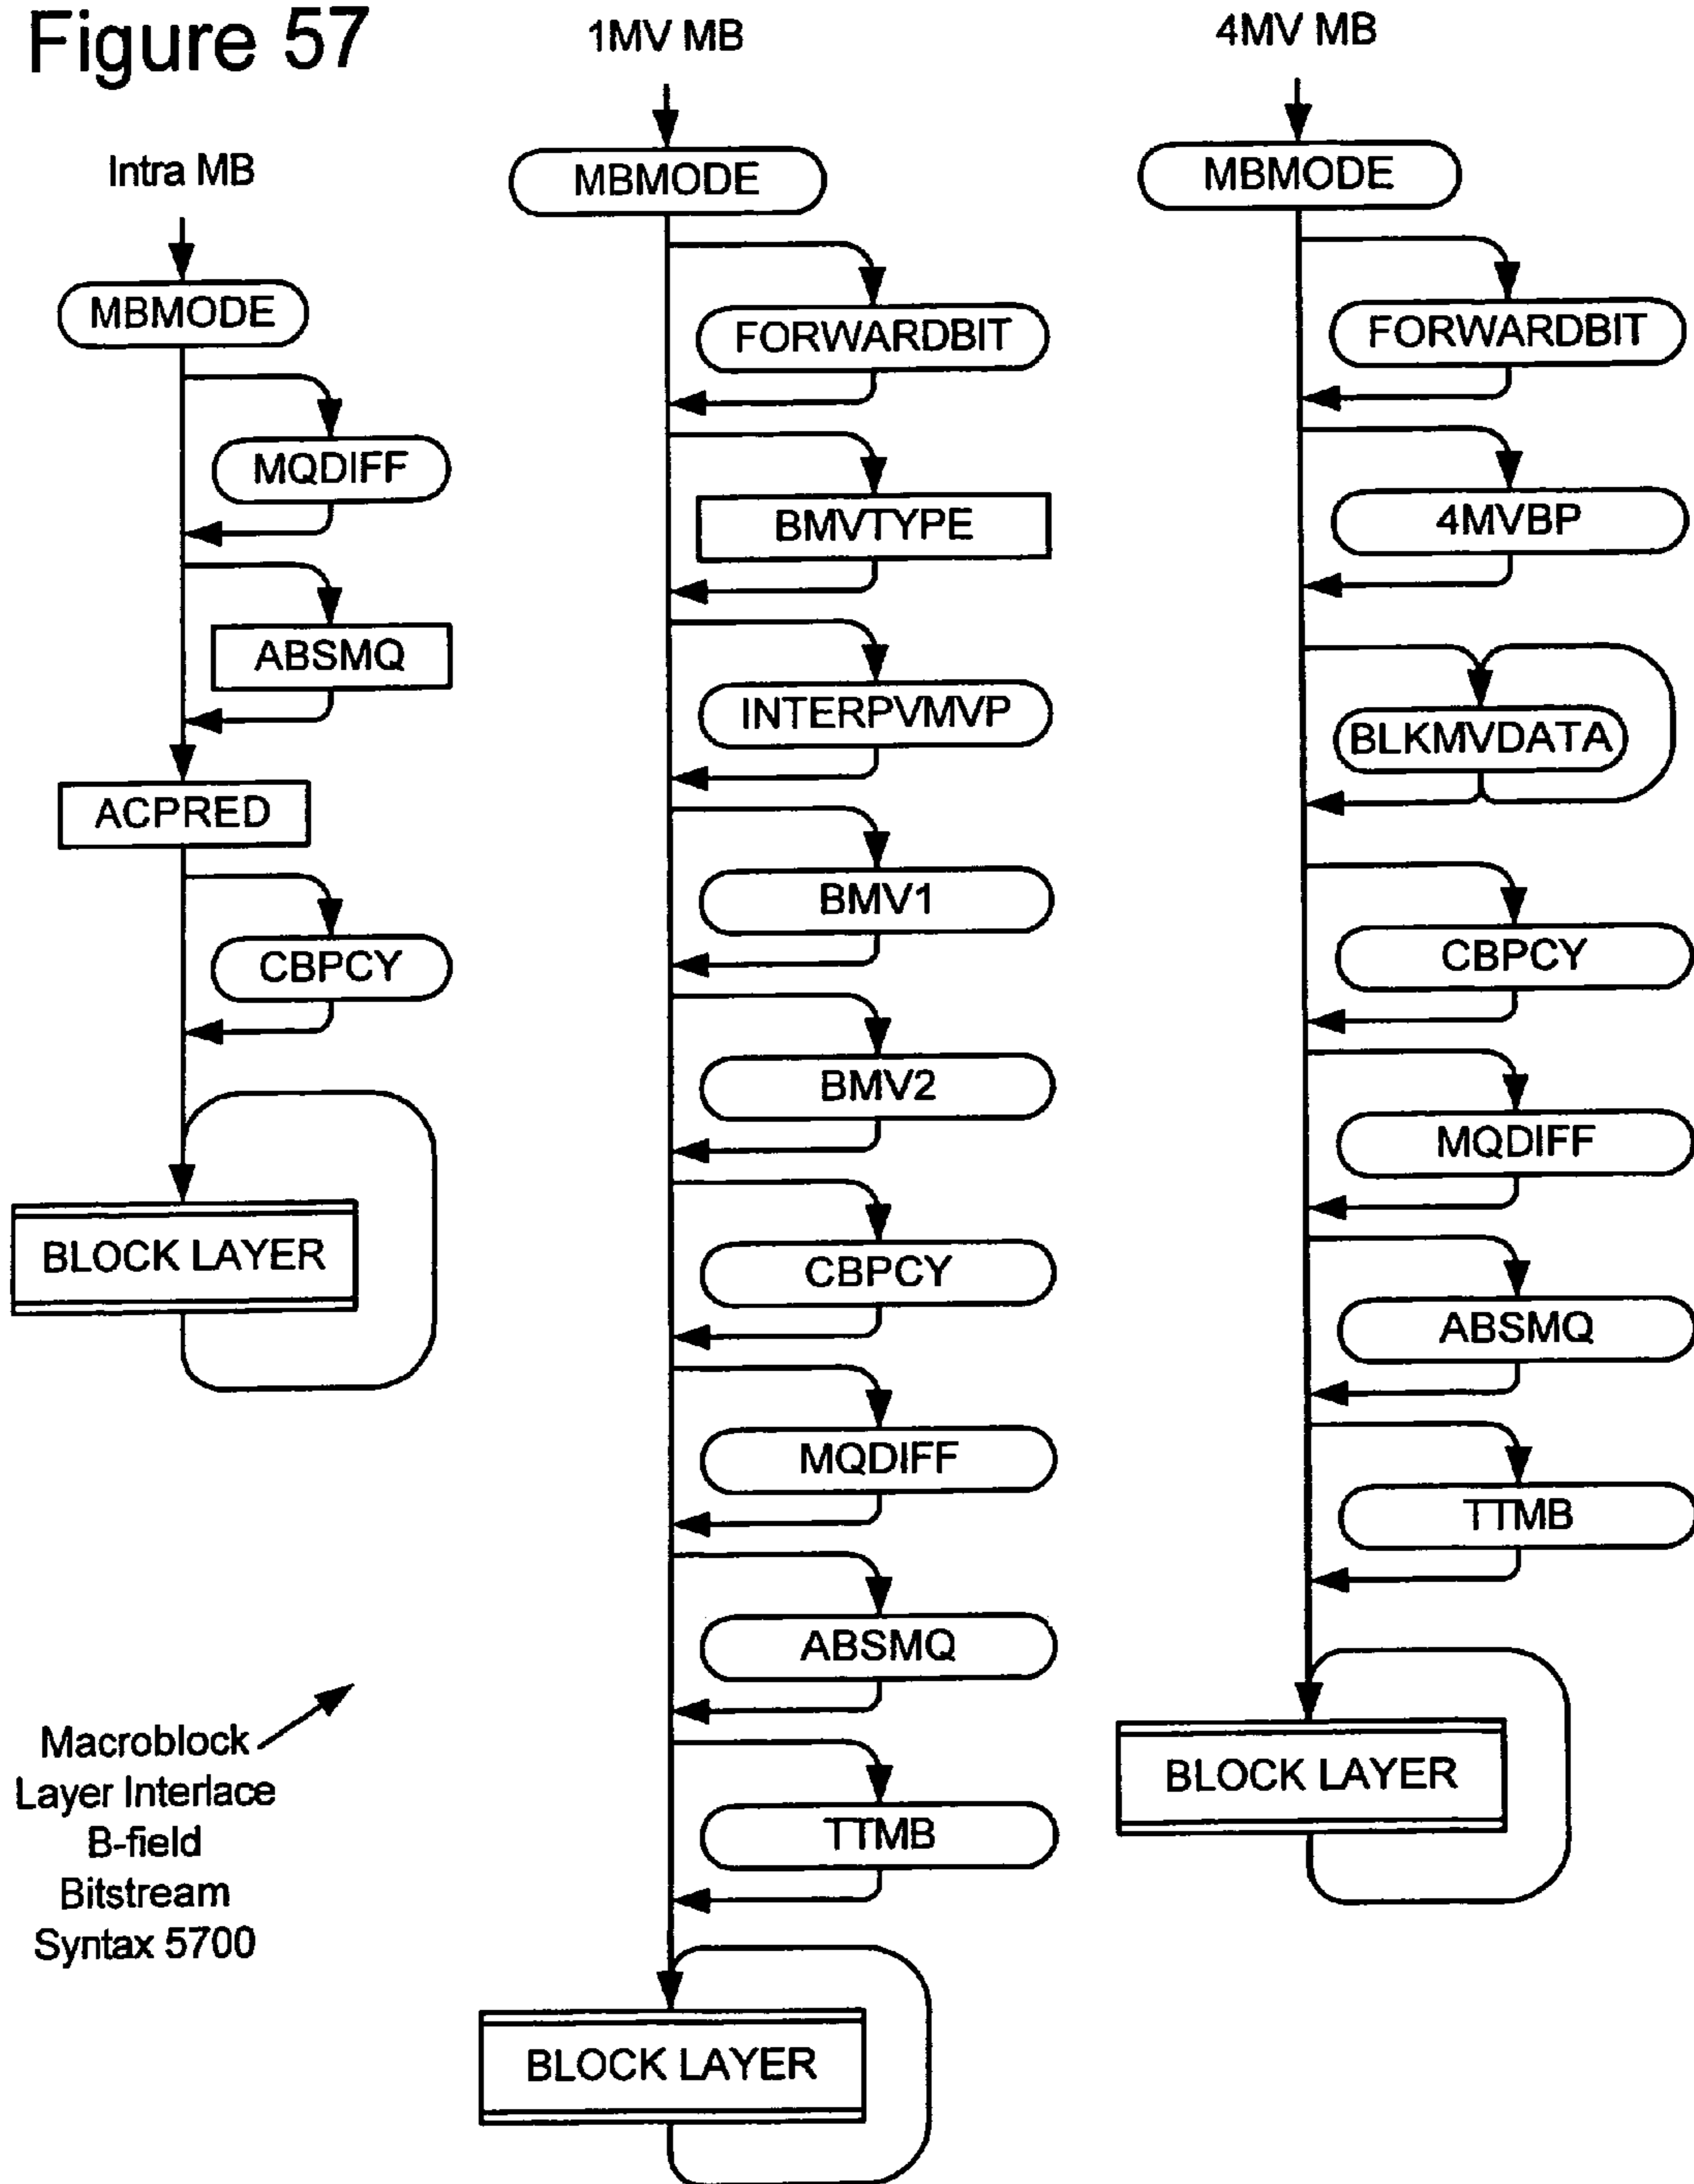 Figure 57
Intra MB
MBMODE
MQDIFF
ABSMQ
ACPRED
CBPCY
BLOCK LAYER
1MV MB
MBMODE
FORWARDBIT
BMVTYPE
INTERPVMVP
BMV1
BMV2
CBPCY
MQDIFF
ABSMQ
TTMB
BLOCK LAYER
4MV MB
MBMODE
FORWARDBIT
4MVBP
BLKMVDATA
CBPCY
MQDIFF
ABSMQ
TTMB
BLOCK LAYER
Macroblock
Layer Interlace
B-field
Bitstream
Syntax 5700